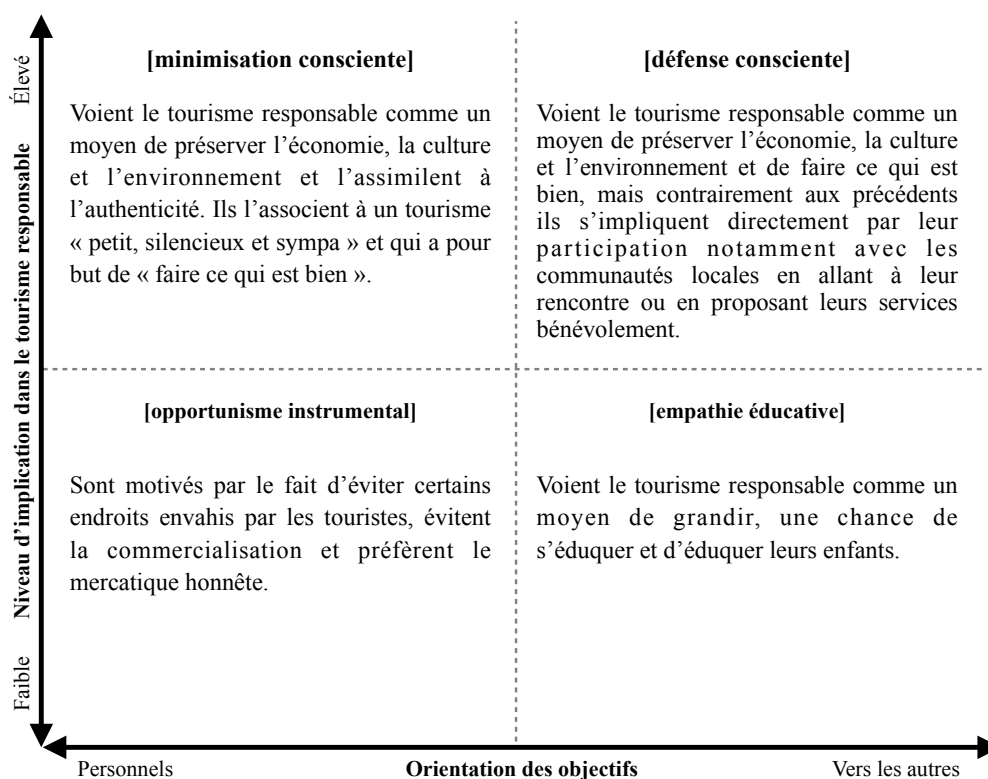 Élevé
Niveau d'implication dans le tourisme responsable
Faible
[minimisation consciente]
Voient le tourisme responsable comme un
moyen de préserver l'économie, la culture
et l'environnement et l'assimilent à
l'authenticité. Ils l'associent à un tourisme
« petit, silencieux et sympa » et qui a pour
but de « faire ce qui est bien ».
[défense consciente]
Voient le tourisme responsable comme un
moyen de préserver l'économie, la culture
et l'environnement et de faire ce qui est
bien, mais contrairement aux précédents
ils s'impliquent directement par leur
participation notamment avec les
communautés locales en allant à leur
rencontre ou en proposant leurs services
bénévolement.
[opportunisme instrumental]
Sont motivés par le fait d'éviter certains
endroits envahis par les touristes, évitent
la commercialisation et préfèrent le
mercatique honnête.
[empathie éducative]
Voient le tourisme responsable comme un
moyen de grandir, une chance de
s'éduquer et d'éduquer leurs enfants.
Personnels
Orientation des objectifs
Vers les autres